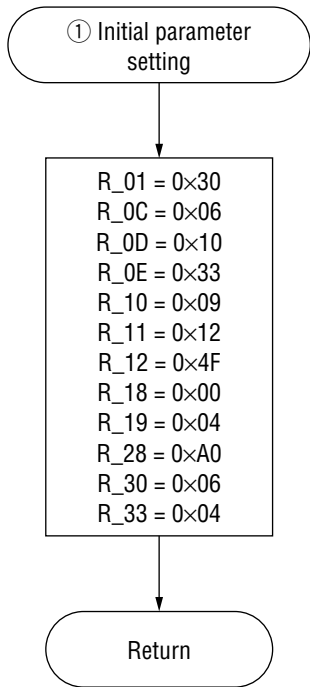 ① Initial parameter
setting
R_01 = 0×30
R_0C = 0×06
R_0D = 0×10
R_0E = 0×33
R_10 = 0×09
R_11 = 0×12
R_12 = 0×4F
R_18 = 0×00
R_19 = 0×04
R_28 = 0×A0
R_30 = 0×06
R_33 = 0×04
Return